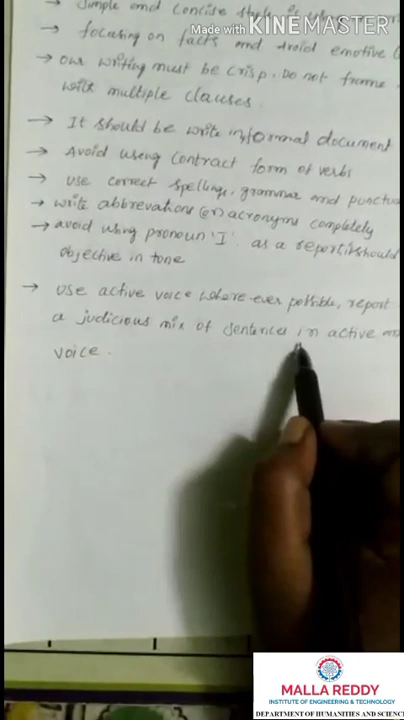 → Simple and concise style
Made with KINEMASTER
→ focusing on facts and avoid emotive
→ Our writing must be crisp. Do not frame
with multiple clauses.
→ It should be write in formal document
→ Avoid using contract form of verbs
→ use correct spellings, grammar and punctua
→ write abbrevations (or) acronyms completely
→ avoid using pronoun 'I' as a report should
objective in tone
→ use active voice where ever possible, report
a judicious mix of sentences in active
voice.
MALLA REDDY
INSTITUTE OF ENGINEERING & TECHNOLOGY
DEPARTMENT OF HUMANITIES AND SCIENC